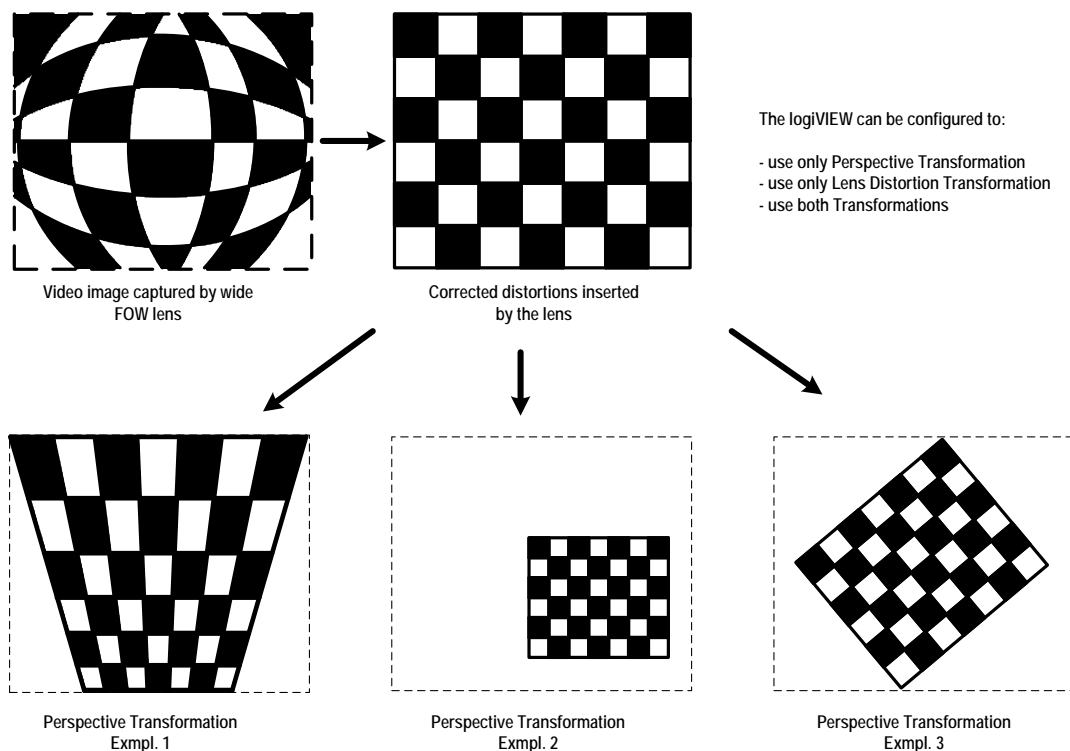 The logiVIEW can be configured to:
- use only Perspective Transformation
- use only Lens Distortion Transformation
- use both Transformations
Video image captured by wide
FOW lens
Corrected distortions inserted
by the lens
Perspective Transformation
Exmpl. 1
Perspective Transformation
Exmpl. 2
Perspective Transformation
Exmpl. 3